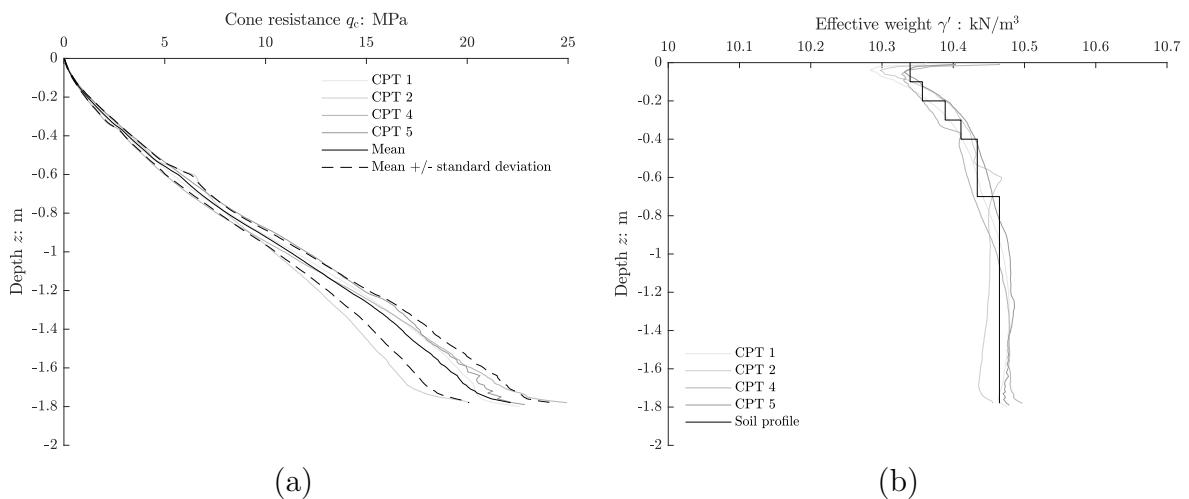 Cone resistance qc: MPa
0 5 10 15 20 25
0
-0.2
-0.4
-0.6
-0.8
-1
-1.2
-1.4
-1.6
-1.8
-2
Depth z: m
CPT 1
CPT 2
CPT 4
CPT 5
Mean
Mean +/- standard deviation
(a)
Effective weight γ′ : kN/m³
10 10.1 10.2 10.3 10.4 10.5 10.6 10.7
0
-0.2
-0.4
-0.6
-0.8
-1
-1.2
-1.4
-1.6
-1.8
-2
Depth z: m
CPT 1
CPT 2
CPT 4
CPT 5
Soil profile
(b)